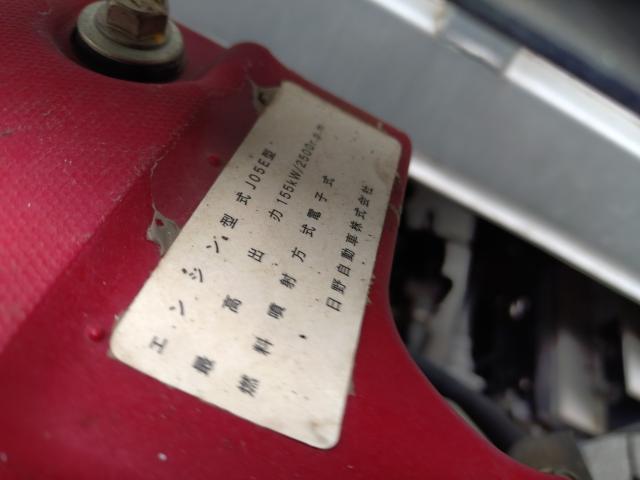 エンジン型式 J05E型
最高出力 155kW/2500r.p.m
燃料噴射方式 電子式
日野自動車株式会社